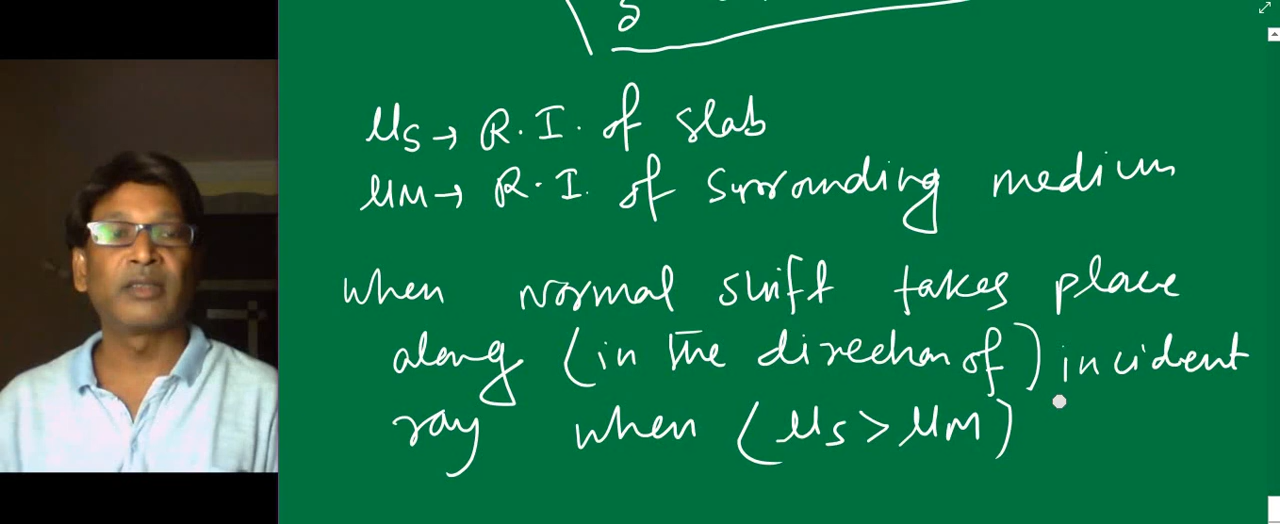 μs → R.I. of slab
μM → R.I. of surrounding medium
when normal shift takes place
along (in the direction of) incident
ray when (μs > μM)